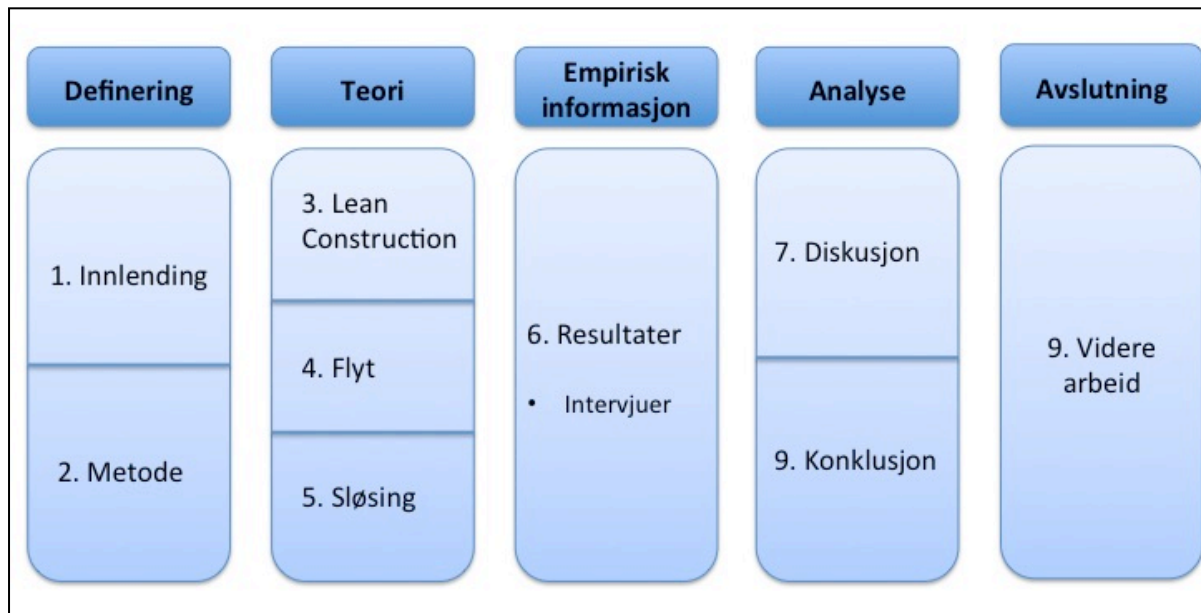 Definering
1. Innlending
2. Metode
Teori
3. Lean
Construction
4. Flyt
5. Sløsing
Empirisk
informasjon
6. Resultater
• Intervjuer
Analyse
7. Diskusjon
9. Konklusjon
Avslutning
9. Videre
arbeid